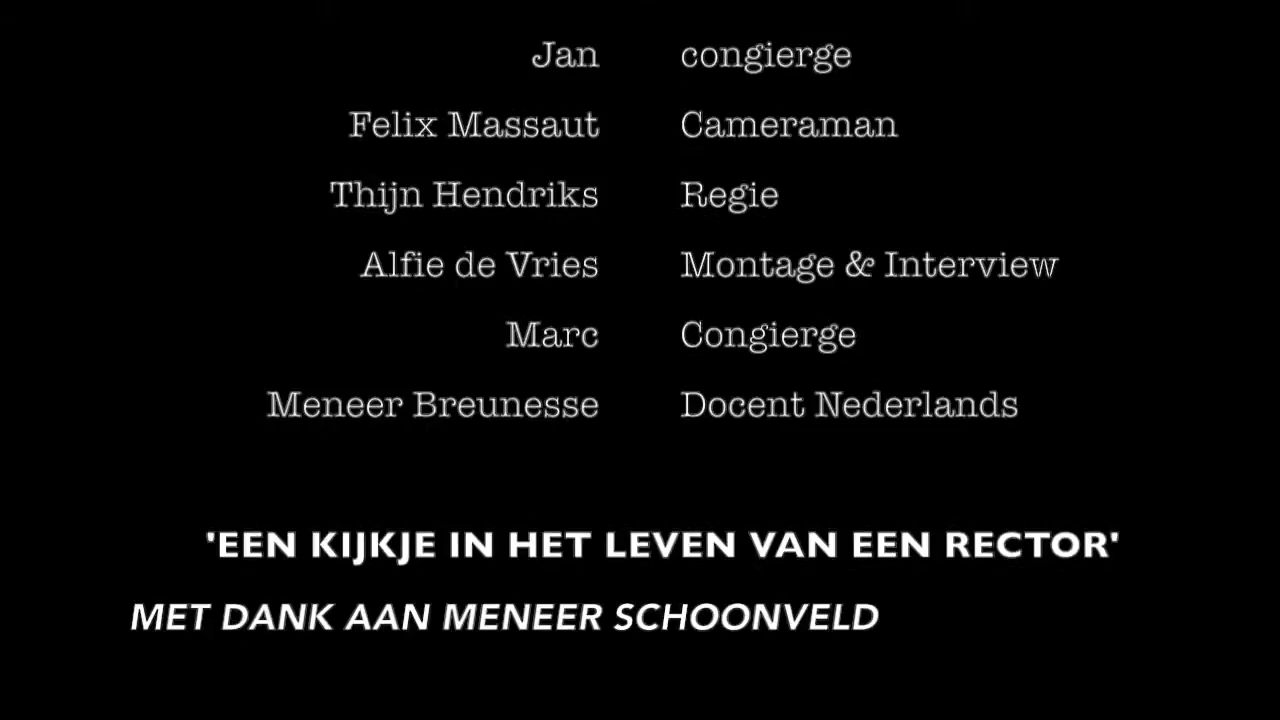 Jan congierge
Felix Massaut Cameraman
Thijn Hendriks Regie
Alfie de Vries Montage & Interview
Marc Congierge
Meneer Breunesse Docent Nederlands
'EEN KIJKJE IN HET LEVEN VAN EEN RECTOR'
MET DANK AAN MENEER SCHOONVELD